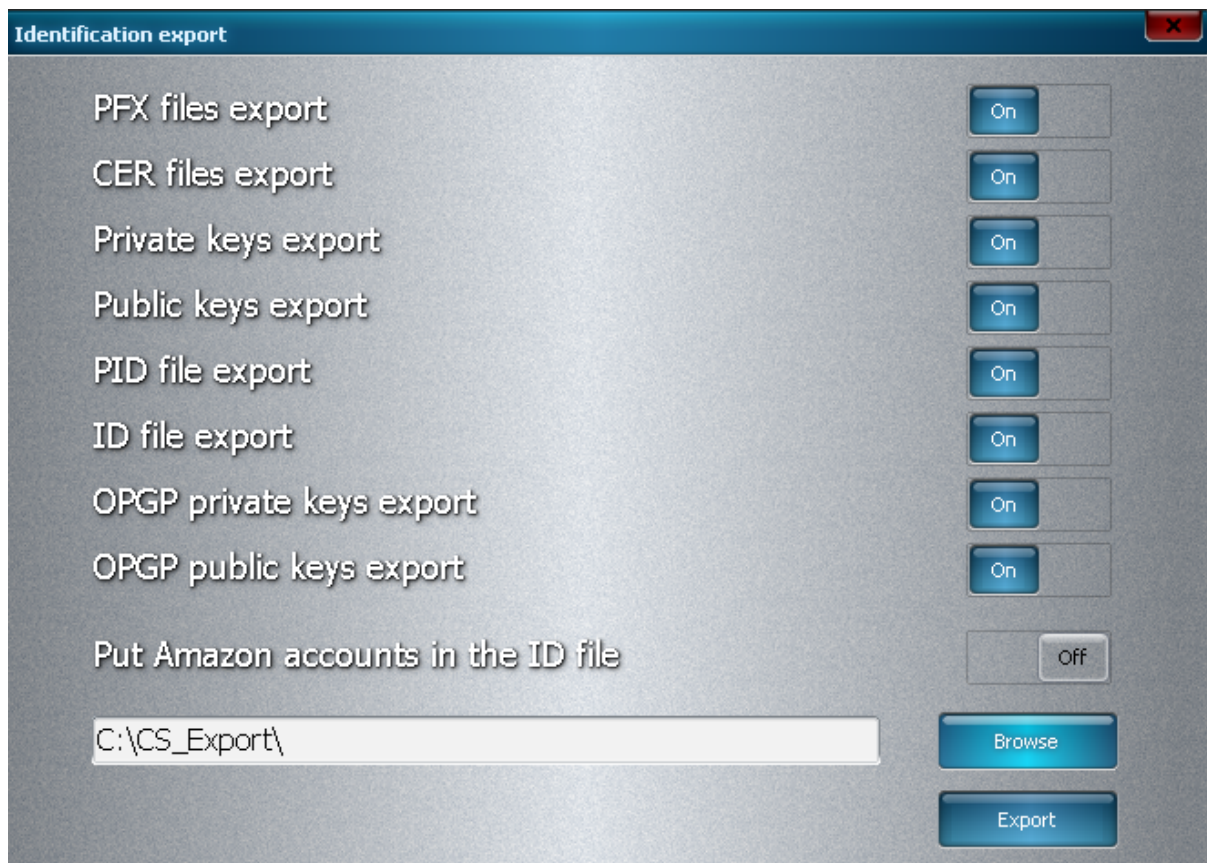 Identification export
PFX files export On
CER files export On
Private keys export On
Public keys export On
PID file export On
ID file export On
OPGP private keys export On
OPGP public keys export On
Put Amazon accounts in the ID file Off
C:\CS_Export\ Browse
Export